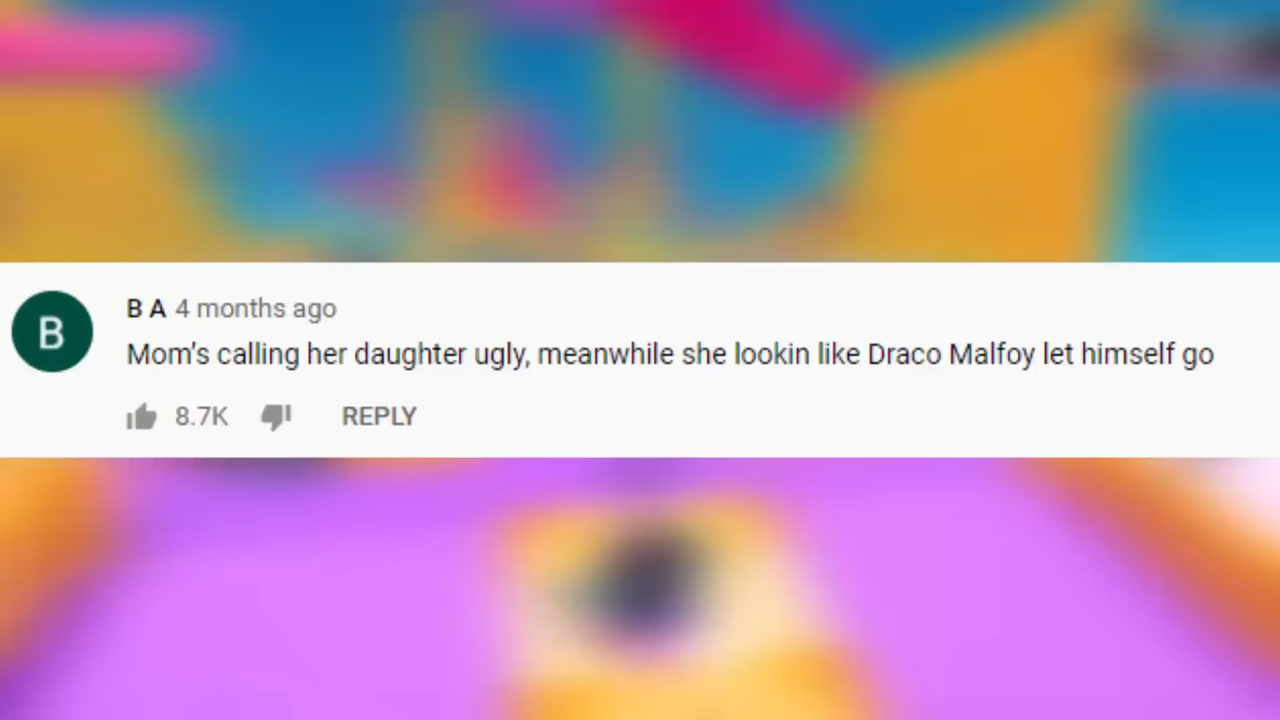 B
B A 4 months ago
Mom's calling her daughter ugly, meanwhile she lookin like Draco Malfoy let himself go
8.7K REPLY